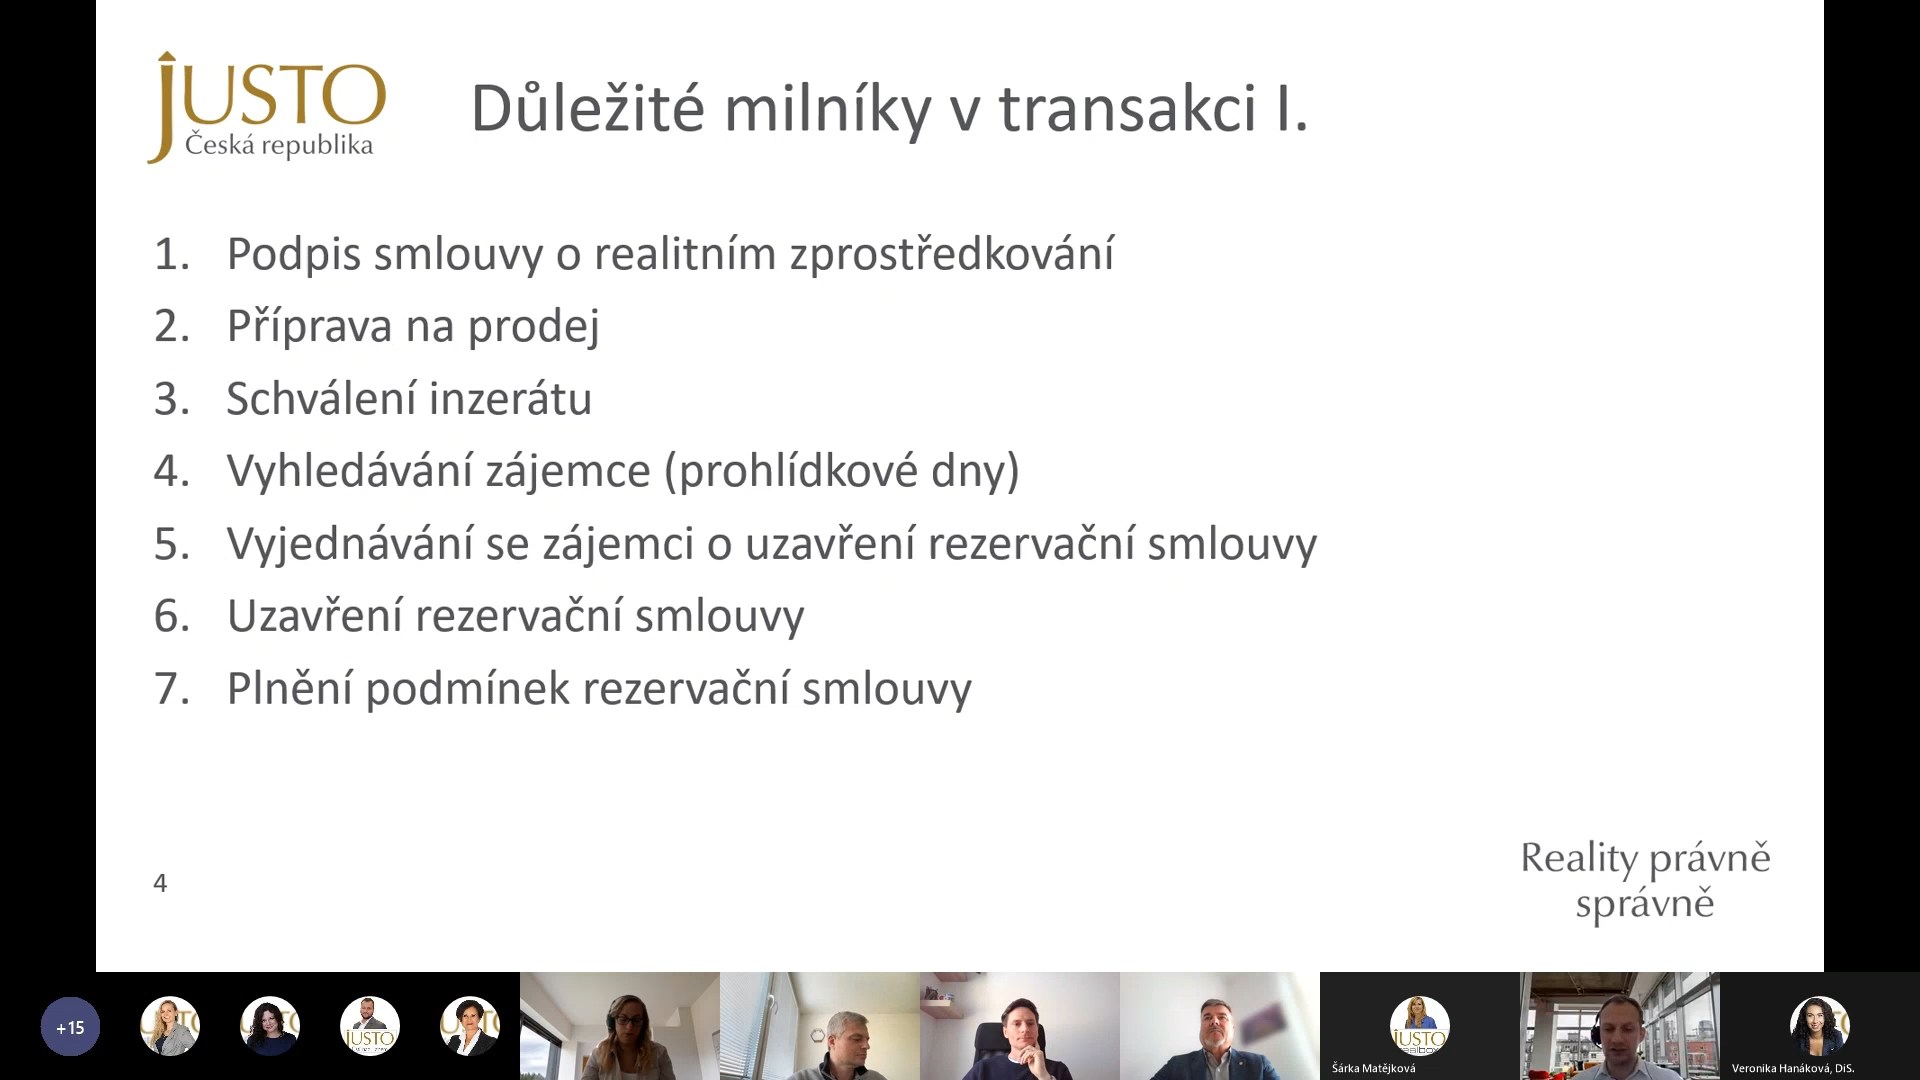 JUSTO
Česká republika
Důležité milníky v transakci I.
1. Podpis smlouvy o realitním zprostředkování
2. Příprava na prodej
3. Schválení inzerátu
4. Vyhledávání zájemce (prohlídkové dny)
5. Vyjednávání se zájemci o uzavření rezervační smlouvy
6. Uzavření rezervační smlouvy
7. Plnění podmínek rezervační smlouvy
4
Reality právně
správně
+15
JUSTO
JUSTO
Šárka Matějková
Veronika Hanáková, DiS.